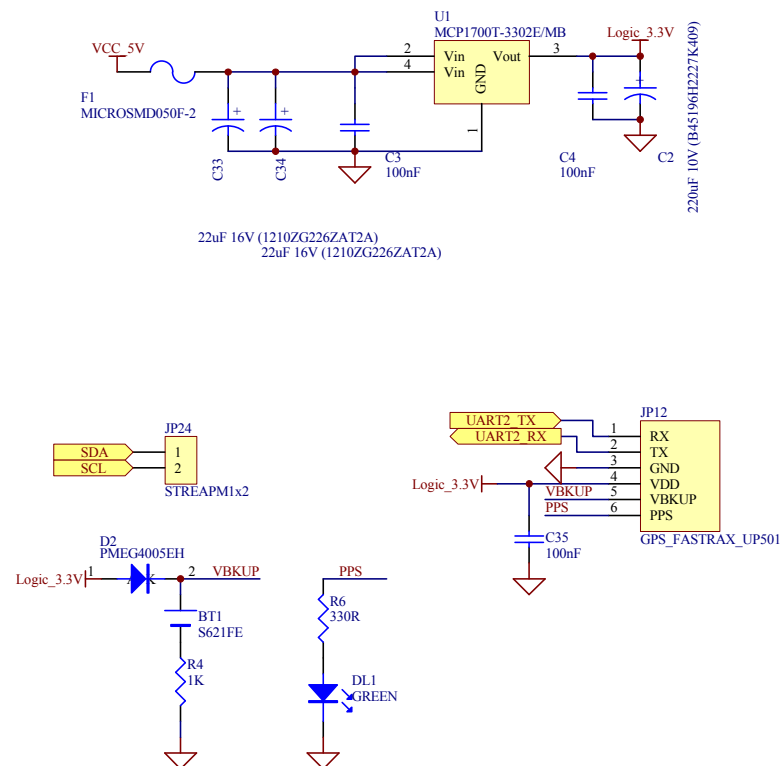 U1
MCP1700T-3302E/MB
VCC_5V
Logic_3.3V
2
Vin
Vout
3
4
Vin
GND
1
F1
MICROSMD050F-2
+
+
+
C33
C34
C3
100nF
C4
100nF
C2
220uF 10V (B45196H2227K409)
22uF 16V (1210ZG226ZAT2A)
22uF 16V (1210ZG226ZAT2A)
JP24
SDA
1
SCL
2
STREAPM1x2
JP12
UART2_TX
1
RX
UART2_RX
2
TX
3
GND
Logic_3.3V
4
VDD
VBKUP
5
VBKUP
PPS
6
PPS
GPS_FASTRAX_UP501
C35
100nF
D2
PMEG4005EH
Logic_3.3V
1
A
K
2
VBKUP
BT1
S621FE
R4
1K
PPS
R6
330R
DL1
GREEN